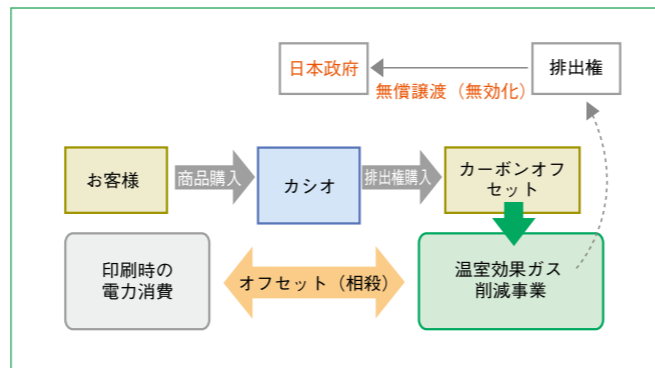 日本政府
排出権
無償譲渡（無効化）
お客様
商品購入
カシオ
排出権購入
カーボンオフ
セット
印刷時の
電力消費
オフセット（相殺）
温室効果ガス
削減事業